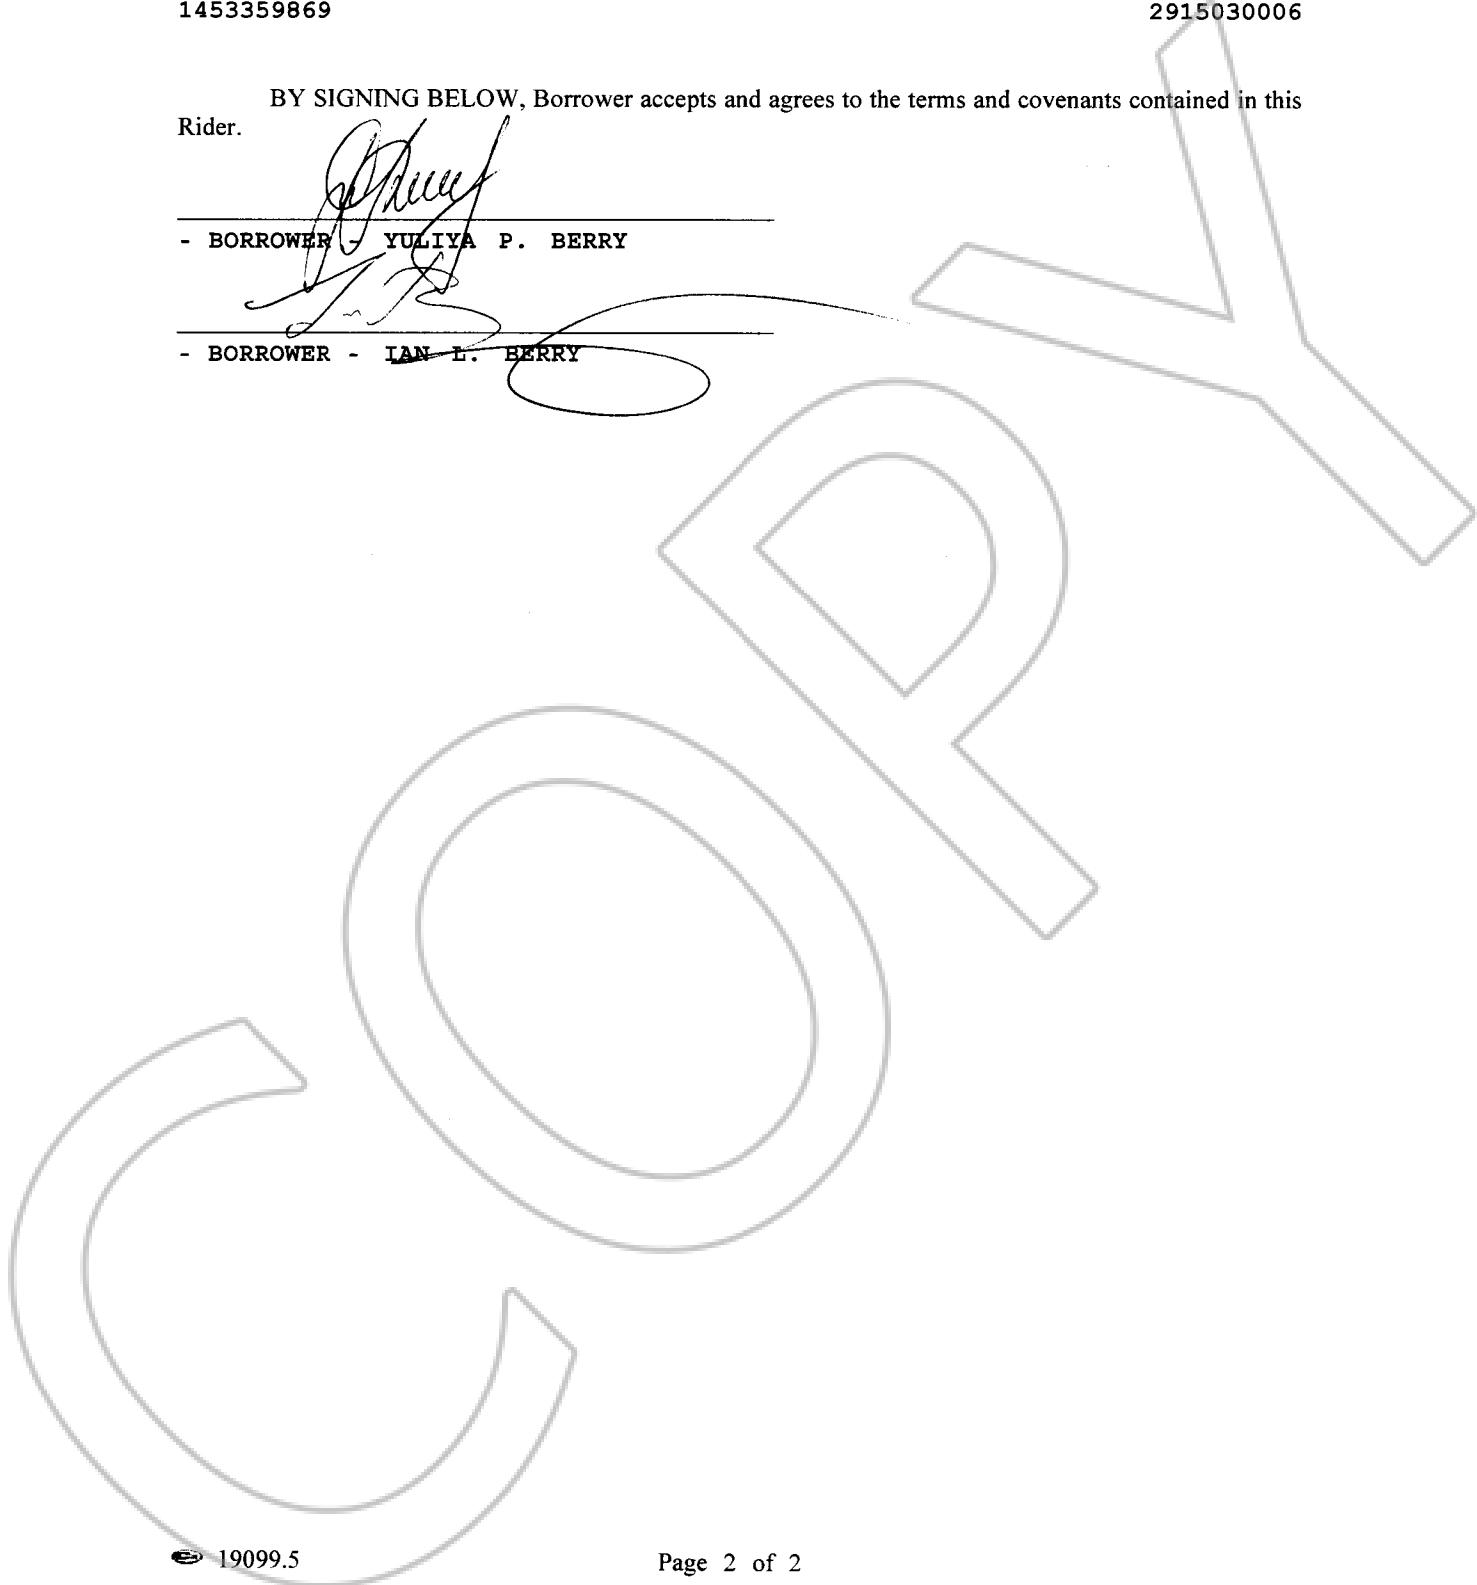 1453359869 2915030006
BY SIGNING BELOW, Borrower accepts and agrees to the terms and covenants contained in this
Rider.
- BORROWER - YULIYA P. BERRY
- BORROWER - IAN L. BERRY
COPY
19099.5 Page 2 of 2